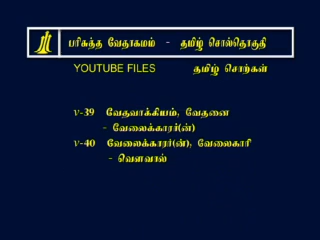 பரிசுத்த வேதாகமம் - தமிழ் சொல்தொகுதி
YOUTUBE FILES தமிழ் சொற்கள்
v-39 வேதவாக்கியம், வேதனை
- வேலைக்காரர்(ன்)
v-40 வேலைக்காரர்(ன்), வேலைகாரி
- வெளவால்